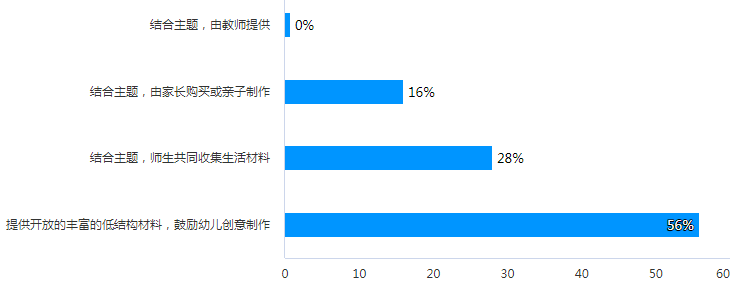 结合主题，由教师提供 0%
结合主题，由家长购买或亲子制作 16%
结合主题，师生共同收集生活材料 28%
提供开放的丰富的低结构材料，鼓励幼儿创意制作 56%
0 10 20 30 40 50 60